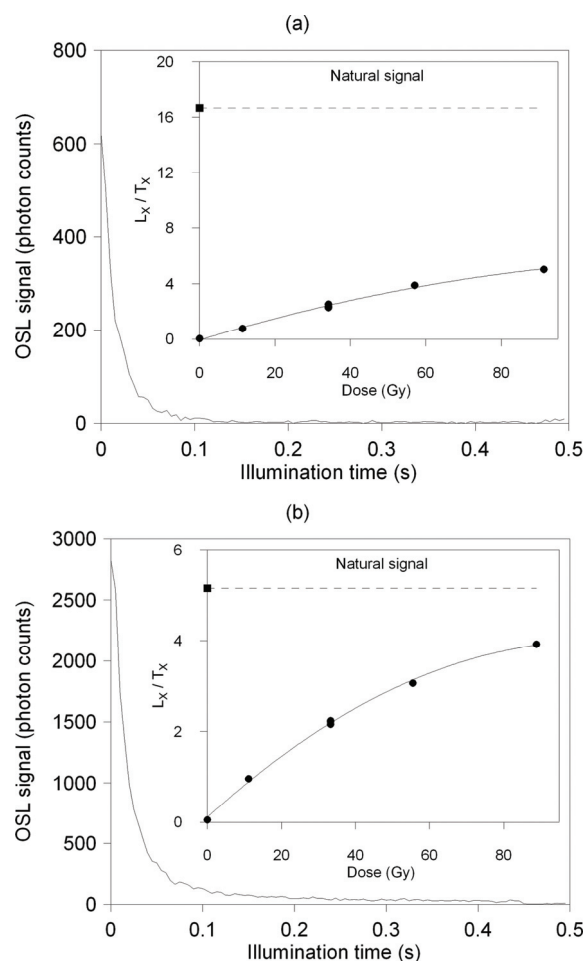 (a)
800
600
400
200
0
OSL signal (photon counts)
0 0.1 0.2 0.3 0.4 0.5
Illumination time (s)
Natural signal
20
16
12
8
4
0
LX / TX
0 20 40 60 80
Dose (Gy)
(b)
3000
2500
2000
1500
1000
500
0
OSL signal (photon counts)
0 0.1 0.2 0.3 0.4 0.5
Illumination time (s)
Natural signal
6
4
2
0
LX / TX
0 20 40 60 80
Dose (Gy)